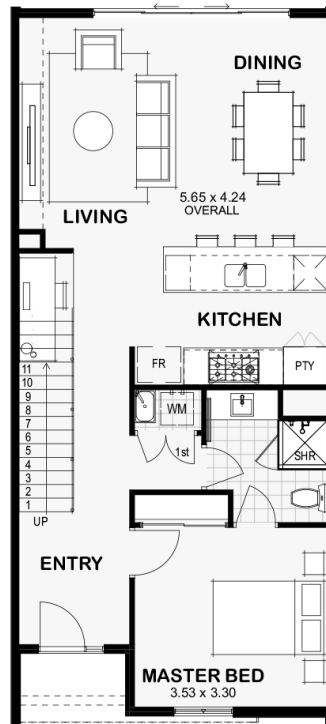 DINING
5.65 x 4.24
OVERALL
LIVING
KITCHEN
FR
PTY
WM
1st
SHR
11
10
9
8
7
6
5
4
3
2
1
UP
ENTRY
MASTER BED
3.53 x 3.30